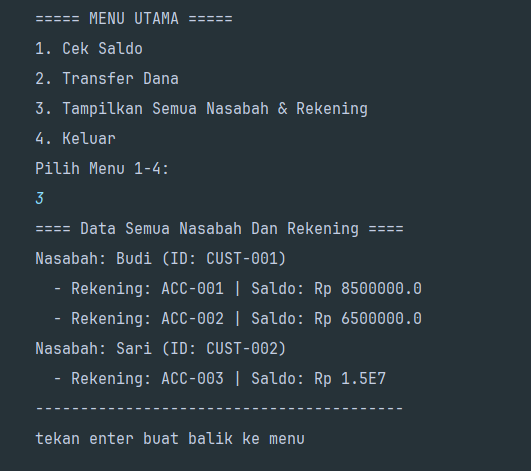 ===== MENU UTAMA =====
1. Cek Saldo
2. Transfer Dana
3. Tampilkan Semua Nasabah & Rekening
4. Keluar
Pilih Menu 1-4:
3
==== Data Semua Nasabah Dan Rekening ====
Nasabah: Budi (ID: CUST-001)
  - Rekening: ACC-001 | Saldo: Rp 8500000.0
  - Rekening: ACC-002 | Saldo: Rp 6500000.0
Nasabah: Sari (ID: CUST-002)
  - Rekening: ACC-003 | Saldo: Rp 1.5E7
-----------------------------------------
tekan enter buat balik ke menu